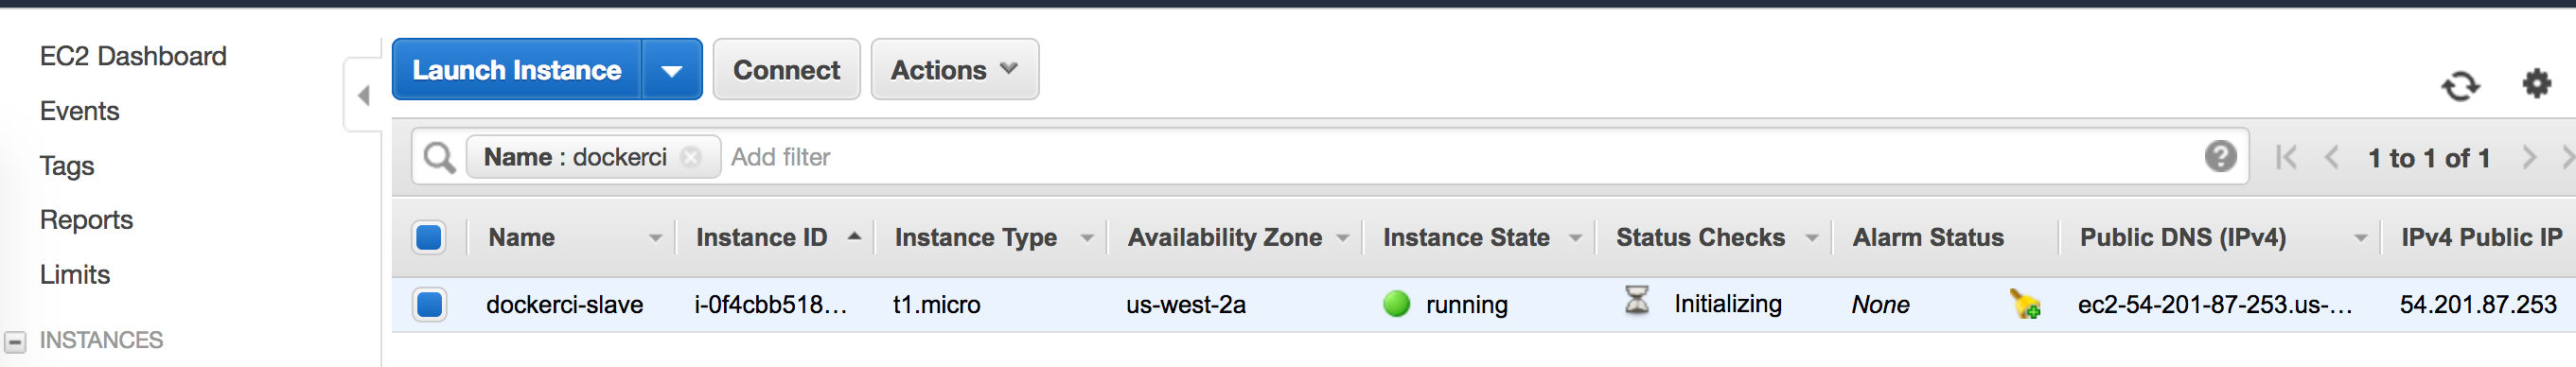 EC2 Dashboard
Events
Tags
Reports
Limits
INSTANCES
Launch Instance Connect Actions
Name : dockerci Add filter 1 to 1 of 1
Name Instance ID Instance Type Availability Zone Instance State Status Checks Alarm Status Public DNS (IPv4) IPv4 Public IP
dockerci-slave i-0f4cbb518... t1.micro us-west-2a running Initializing None ec2-54-201-87-253.us-... 54.201.87.253